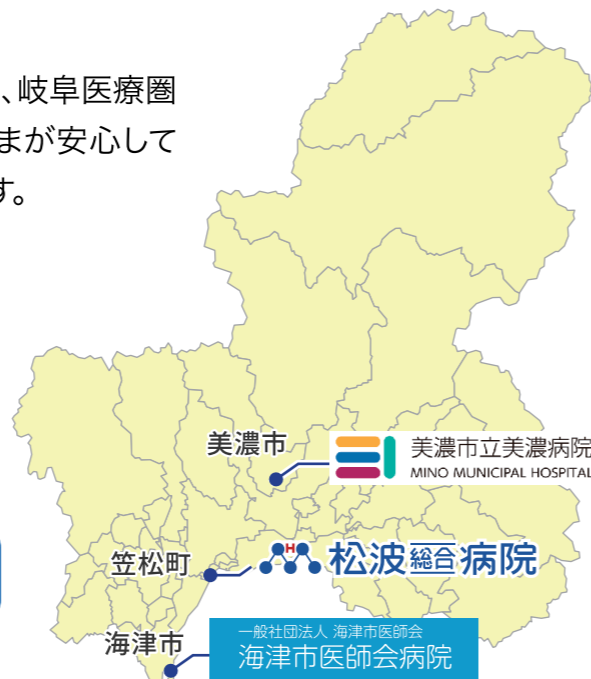 、岐阜医療圏
まが安心して
す。
美濃市
美濃市立美濃病院
MINO MUNICIPAL HOSPITAL
笠松町
H
松波総合病院
海津市
一般社団法人 海津市医師会
海津市医師会病院